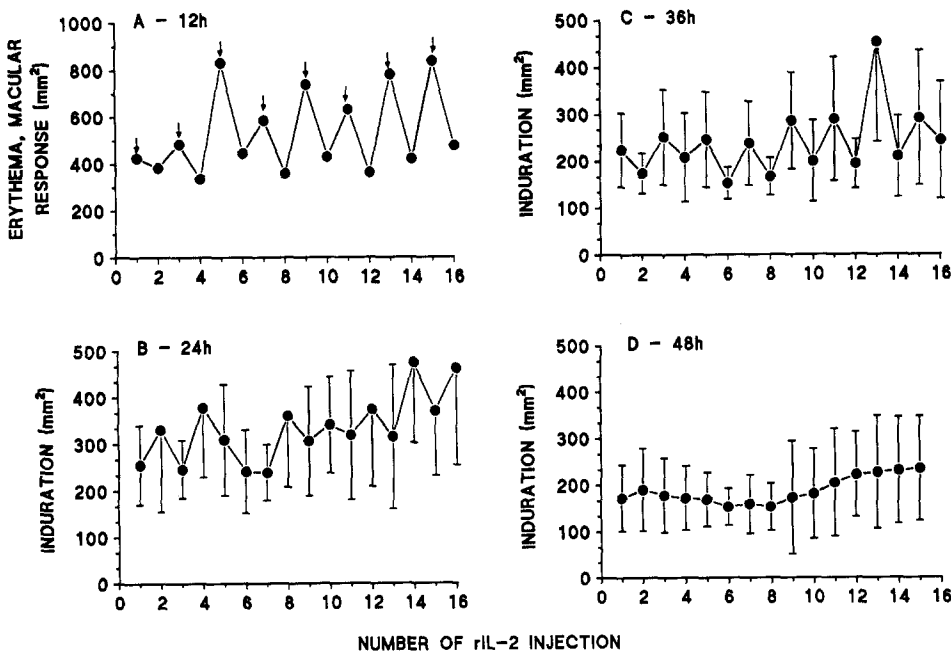 A - 12h
ERYTHEMA, MACULAR
RESPONSE (mm²)
1000
800
600
400
200
0
0 2 4 6 8 10 12 14 16
C - 36h
INDURATION (mm²)
500
400
300
200
100
0
0 2 4 6 8 10 12 14 16
B - 24h
INDURATION (mm²)
500
400
300
200
100
0
0 2 4 6 8 10 12 14 16
D - 48h
INDURATION (mm²)
500
400
300
200
100
0
0 2 4 6 8 10 12 14 16
NUMBER OF rIL-2 INJECTION